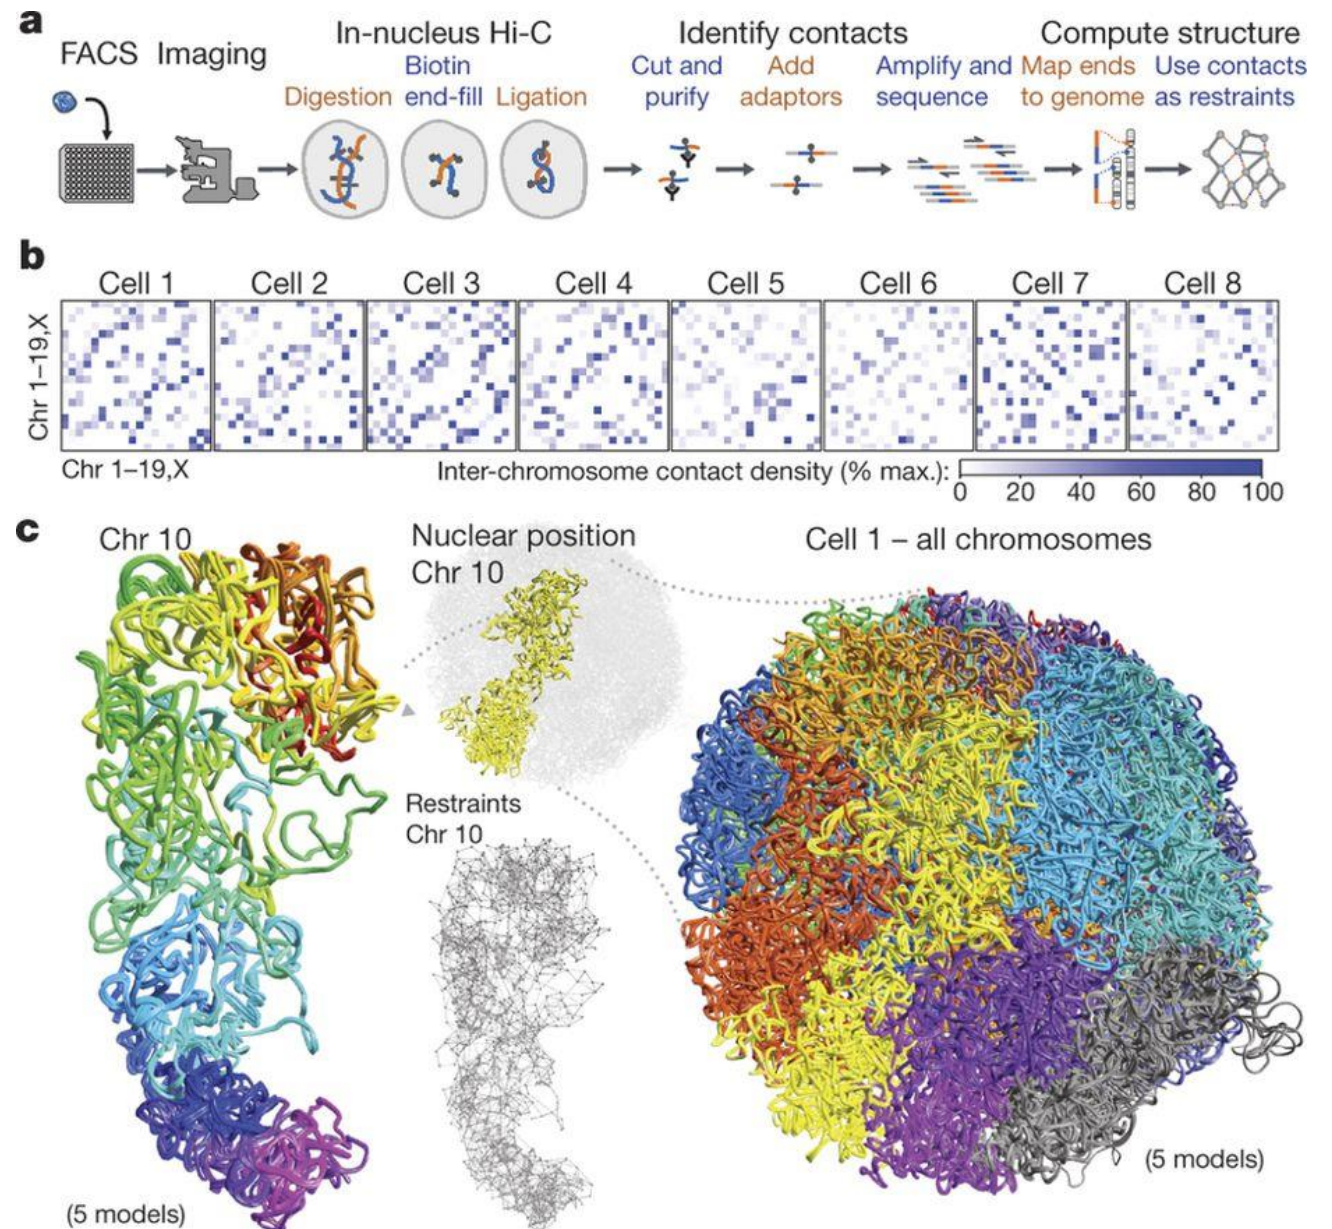 a
FACS
Imaging
In-nucleus Hi-C
Digestion
Biotin
end-fill
Ligation
Identify contacts
Cut and
purify
Add
adaptors
Amplify and
sequence
Compute structure
Map ends
to genome
Use contacts
as restraints
b
Cell 1
Cell 2
Cell 3
Cell 4
Cell 5
Cell 6
Cell 7
Cell 8
Chr 1–19,X
Chr 1–19,X
Inter-chromosome contact density (% max.):
0 20 40 60 80 100
c
Chr 10
(5 models)
Nuclear position
Chr 10
Restraints
Chr 10
Cell 1 – all chromosomes
(5 models)